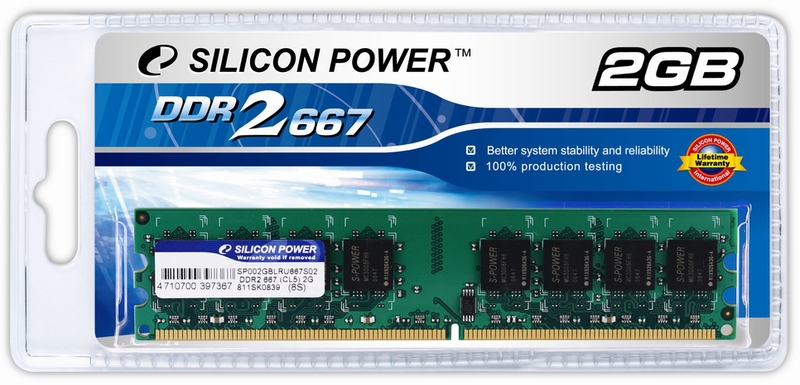 SILICON POWER™
2GB
DDR2 667
Better system stability and reliability
100% production testing
SILICON POWER
Lifetime
Warranty
International
SILICON POWER
Warranty void if removed
SP002GBLRU667S02
DDR2 667 (CL5) 2G
4710700 397367
811SK0839 (8S)
S-POWER
S-POWER
S-POWER
S-POWER
S-POWER